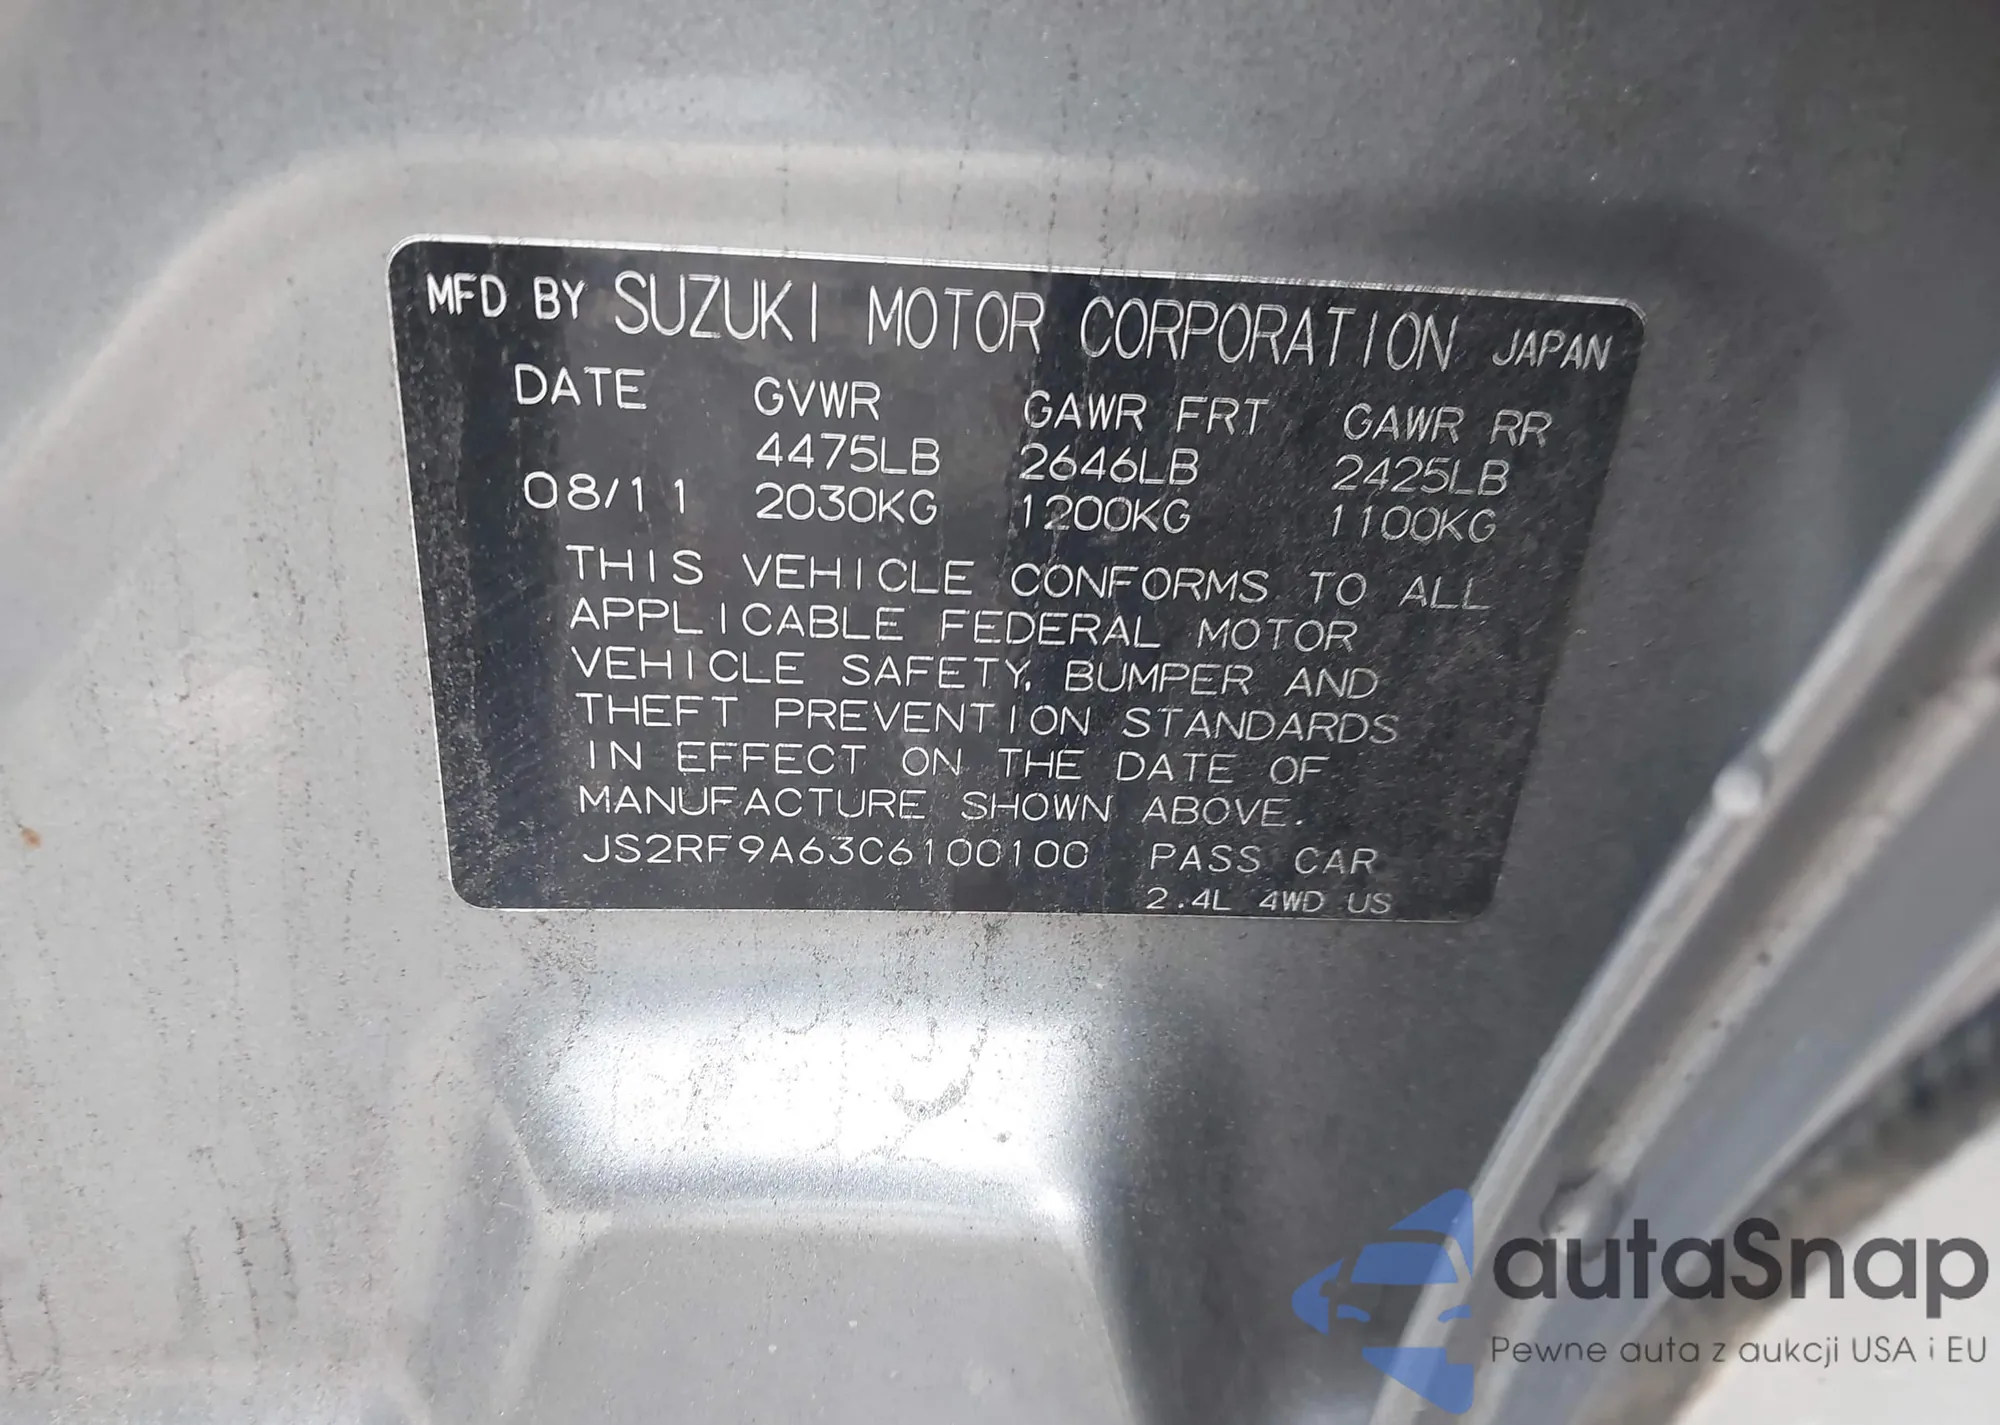 MFD BY SUZUKI MOTOR CORPORATION JAPAN
DATE GVWR GAWR FRT GAWR RR
4475LB 2646LB 2425LB
08/11 2030KG 1200KG 1100KG
THIS VEHICLE CONFORMS TO ALL
APPLICABLE FEDERAL MOTOR
VEHICLE SAFETY, BUMPER AND
THEFT PREVENTION STANDARDS
IN EFFECT ON THE DATE OF
MANUFACTURE SHOWN ABOVE.
JS2RF9A63C6100100 PASS CAR
2.4L 4WD US
autaSnap
Pewne auta z aukcji USA i EU